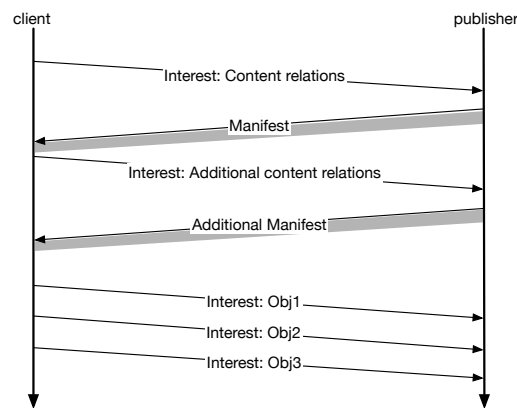 client
publisher
Interest: Content relations
Manifest
Interest: Additional content relations
Additional Manifest
Interest: Obj1
Interest: Obj2
Interest: Obj3